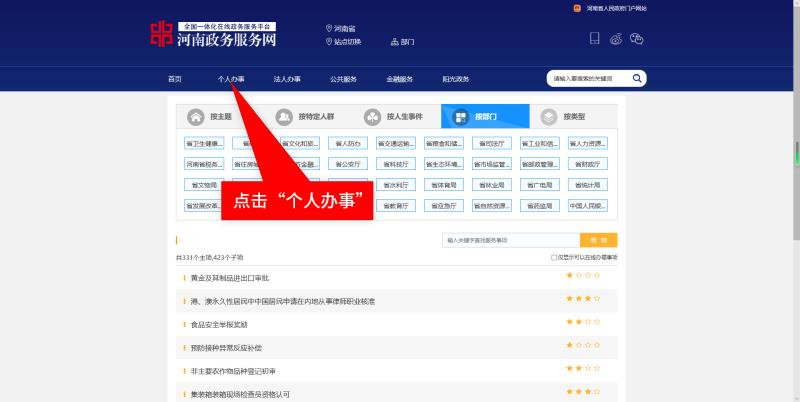 河南省人民政府门户网站
全国一体化在线政务服务平台
河南政务服务网
河南省
站点切换
部门
首页
个人办事
法人办事
公共服务
金融服务
阳光政务
请输入要搜索的关键词
按主题
按特定人群
按人生事件
按部门
按类型
省卫生健康...
省文化和旅...
省人防办
省交通运输...
省粮食和储...
省司法厅
省工业和信...
省人力资源...
河南省税务...
省住房城
省公安厅
省科技厅
省生态环境...
省市场监管...
省邮政管理...
省财政厅
省文物局
省水利厅
省体育局
省林业局
省广电局
省统计局
省发展改革...
省教育厅
省应急厅
省自然资源...
省药监局
中国人民银...
点击“个人办事”
输入关键字查找服务事项
查 询
共331个主项,423个子项
仅显示可以在线办理事项
黄金及其制品进出口审批
港、澳永久性居民中中国居民申请在内地从事律师职业核准
食品安全举报奖励
预防接种异常反应补偿
非主要农作物品种登记初审
集装箱装箱现场检查员资格认可